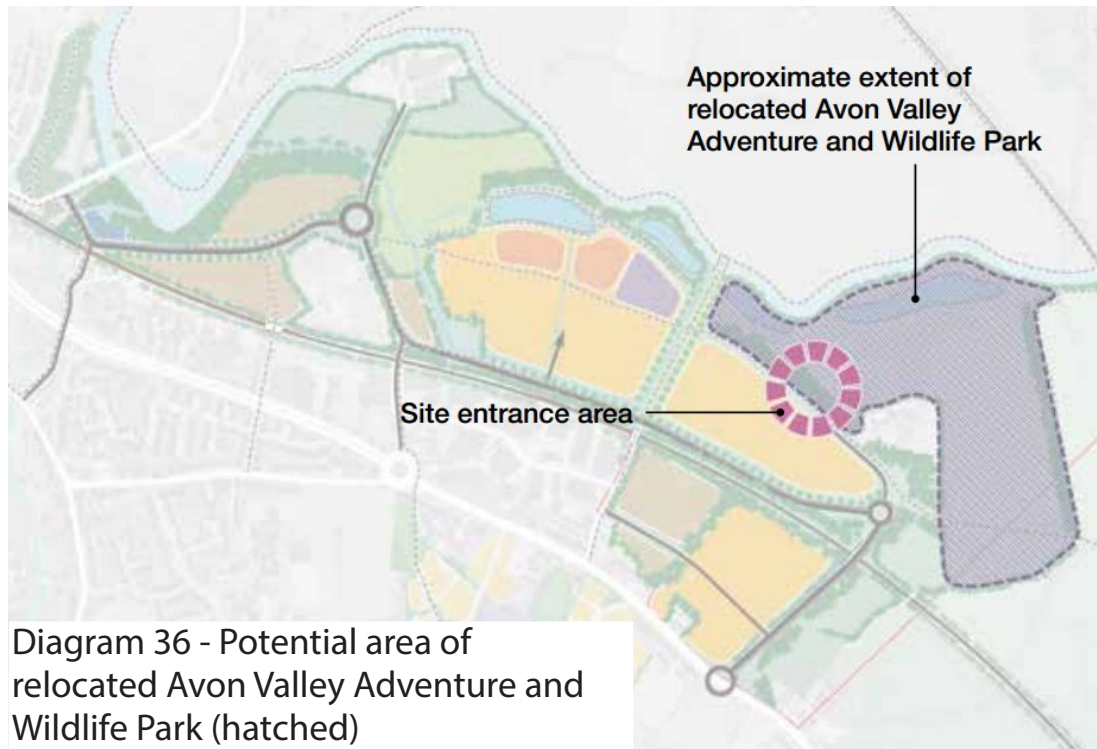 Approximate extent of
relocated Avon Valley
Adventure and Wildlife Park
Site entrance area
Diagram 36 - Potential area of
relocated Avon Valley Adventure and
Wildlife Park (hatched)